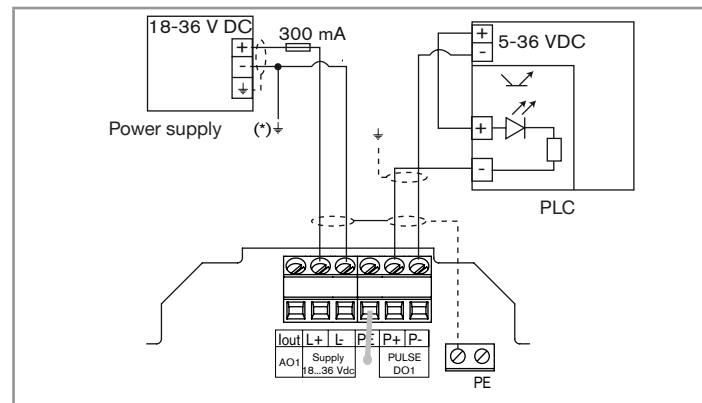 18-36 V DC
300 mA
+
-
Power supply
(*)
5-36 VDC
+
-
+
-
PLC
Iout L+ L- PE P+ P-
AO1 Supply 18...36 Vdc PULSE DO1
PE